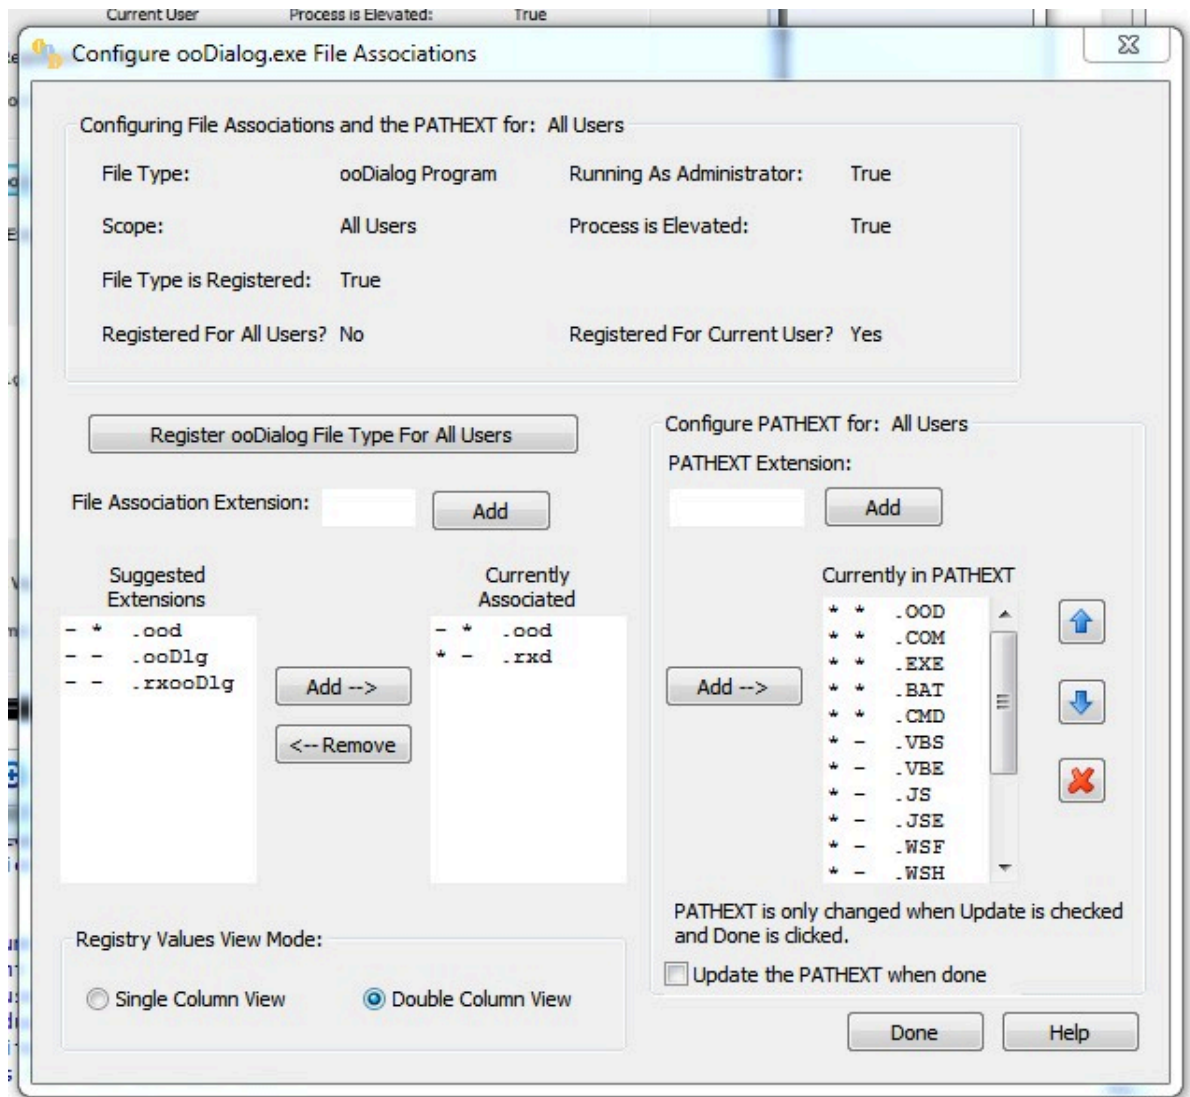 Current User Process is Elevated: True
Configure ooDialog.exe File Associations
Configuring File Associations and the PATHEXT for: All Users
File Type: ooDialog Program Running As Administrator: True
Scope: All Users Process is Elevated: True
File Type is Registered: True
Registered For All Users? No Registered For Current User? Yes
Register ooDialog File Type For All Users
File Association Extension: Add
Suggested
Extensions
- * .ood
- - .ooDlg
- - .rxooDlg
Add -->
<-- Remove
Currently
Associated
- * .ood
* - .rxd
Configure PATHEXT for: All Users
PATHEXT Extension:
Add
Add -->
Currently in PATHEXT
* * .OOD
* * .COM
* * .EXE
* * .BAT
* * .CMD
* - .VBS
* - .VBE
* - .JS
* - .JSE
* - .WSF
* - .WSH
PATHEXT is only changed when Update is checked
and Done is clicked.
Update the PATHEXT when done
Registry Values View Mode:
Single Column View Double Column View
Done Help